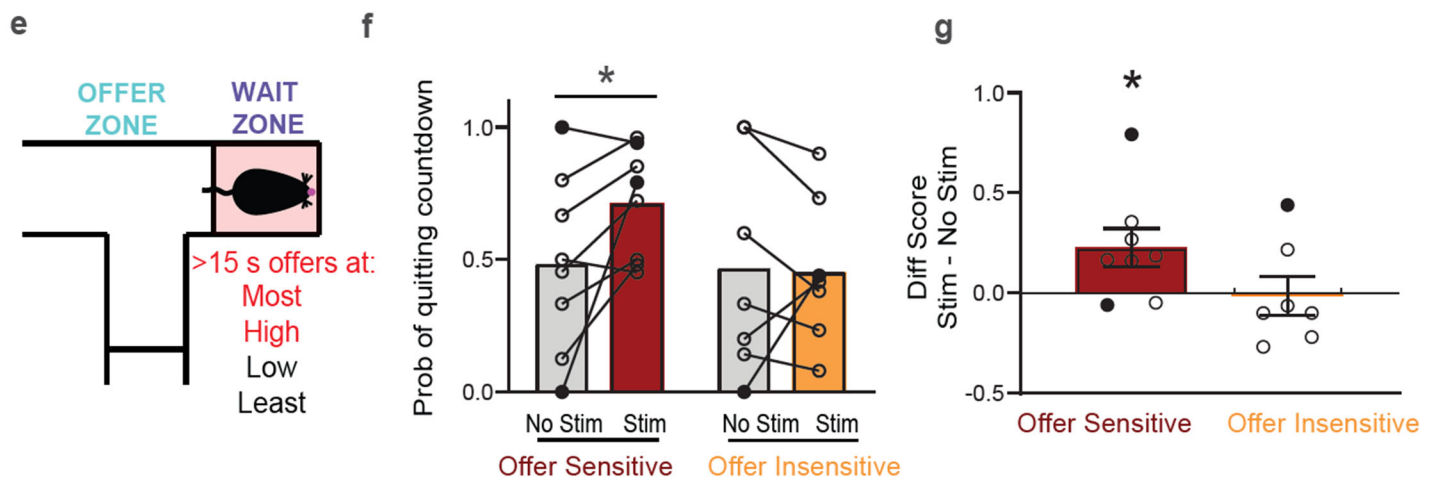 e
OFFER
ZONE
WAIT
ZONE
>15 s offers at:
Most
High
Low
Least
f
Prob of quitting countdown
*
1.0
0.5
0.0
No Stim
Stim
No Stim
Stim
Offer Sensitive
Offer Insensitive
g
Diff Score
Stim - No Stim
*
1.0
0.5
0.0
-0.5
Offer Sensitive
Offer Insensitive